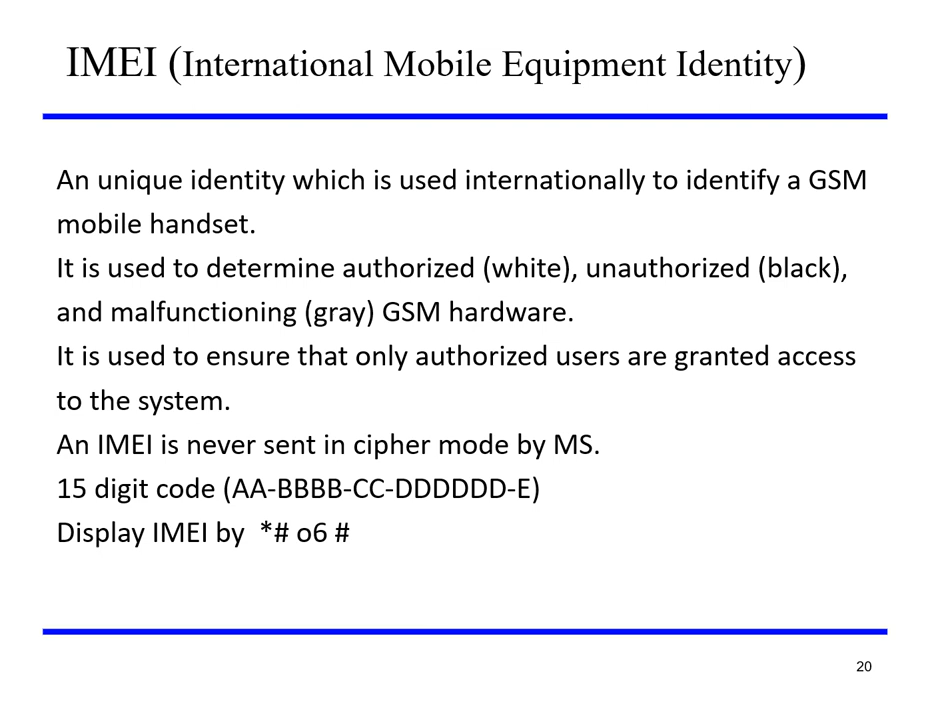 IMEI (International Mobile Equipment Identity)
An unique identity which is used internationally to identify a GSM
mobile handset.
It is used to determine authorized (white), unauthorized (black),
and malfunctioning (gray) GSM hardware.
It is used to ensure that only authorized users are granted access
to the system.
An IMEI is never sent in cipher mode by MS.
15 digit code (AA-BBBB-CC-DDDDDD-E)
Display IMEI by  *# o6 #
20